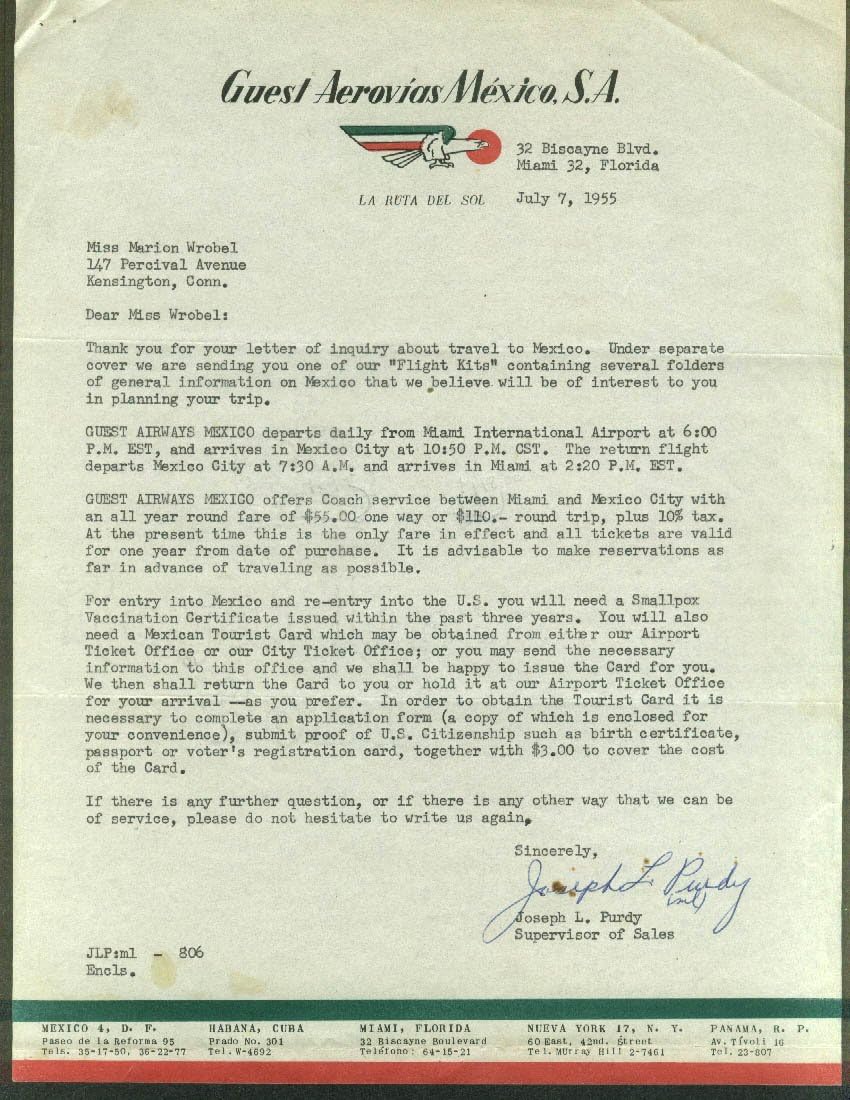 Guest Aerovías México, S.A.
32 Biscayne Blvd.
Miami 32, Florida
LA RUTA DEL SOL
July 7, 1955
Miss Marion Wrobel
147 Percival Avenue
Kensington, Conn.
Dear Miss Wrobel:
Thank you for your letter of inquiry about travel to Mexico. Under separate
cover we are sending you one of our "Flight Kits" containing several folders
of general information on Mexico that we believe will be of interest to you
in planning your trip.
GUEST AIRWAYS MEXICO departs daily from Miami International Airport at 6:00
P.M. EST, and arrives in Mexico City at 10:50 P.M. CST. The return flight
departs Mexico City at 7:30 A.M. and arrives in Miami at 2:20 P.M. EST.
GUEST AIRWAYS MEXICO offers Coach service between Miami and Mexico City with
an all year round fare of $55.00 one way or $110.- round trip, plus 10% tax.
At the present time this is the only fare in effect and all tickets are valid
for one year from date of purchase. It is advisable to make reservations as
far in advance of traveling as possible.
For entry into Mexico and re-entry into the U.S. you will need a Smallpox
Vaccination Certificate issued within the past three years. You will also
need a Mexican Tourist Card which may be obtained from either our Airport
Ticket Office or our City Ticket Office; or you may send the necessary
information to this office and we shall be happy to issue the Card for you.
We then shall return the Card to you or hold it at our Airport Ticket Office
for your arrival —as you prefer. In order to obtain the Tourist Card it is
necessary to complete an application form (a copy of which is enclosed for
your convenience), submit proof of U.S. Citizenship such as birth certificate,
passport or voter's registration card, together with $3.00 to cover the cost
of the Card.
If there is any further question, or if there is any other way that we can be
of service, please do not hesitate to write us again.
Sincerely,
Joseph L. Purdy
(ml)
Joseph L. Purdy
Supervisor of Sales
JLP:ml - 806
Encls.
MEXICO 4, D. F. HABANA, CUBA MIAMI, FLORIDA NUEVA YORK 17, N. Y. PANAMA, R. P.
Paseo de la Reforma 95 Prado No. 301 32 Biscayne Boulevard 60 East, 42nd. Street Av. Tívoli 16
Tels. 35-17-50, 36-22-77 Tel. W-4692 Teléfono: 64-15-21 Tel. MUrray Hill 2-7461 Tel. 23-807